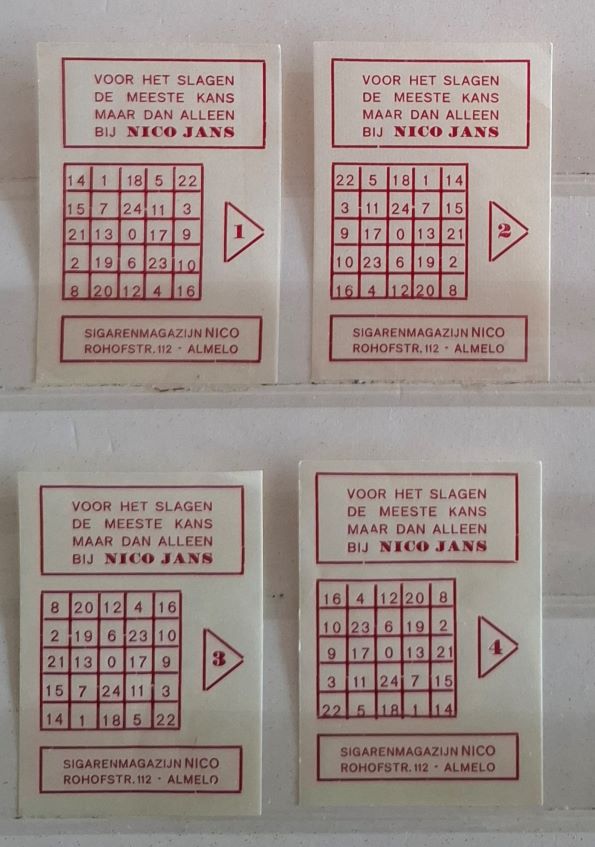 VOOR HET SLAGEN
DE MEESTE KANS
MAAR DAN ALLEEN
BIJ NICO JANS
14 1 18 5 22
15 7 24 11 3
21 13 0 17 9
2 19 6 23 10
8 20 12 4 16
1
SIGARENMAGAZIJN NICO
ROHOFSTR. 112 - ALMELO
VOOR HET SLAGEN
DE MEESTE KANS
MAAR DAN ALLEEN
BIJ NICO JANS
22 5 18 1 14
3 11 24 7 15
9 17 0 13 21
10 23 6 19 2
16 4 12 20 8
2
SIGARENMAGAZIJN NICO
ROHOFSTR. 112 - ALMELO
VOOR HET SLAGEN
DE MEESTE KANS
MAAR DAN ALLEEN
BIJ NICO JANS
8 20 12 4 16
2 19 6 23 10
21 13 0 17 9
15 7 24 11 3
14 1 18 5 22
3
SIGARENMAGAZIJN NICO
ROHOFSTR. 112 - ALMELO
VOOR HET SLAGEN
DE MEESTE KANS
MAAR DAN ALLEEN
BIJ NICO JANS
16 4 12 20 8
10 23 6 19 2
9 17 0 13 21
3 11 24 7 15
22 5 18 1 14
4
SIGARENMAGAZIJN NICO
ROHOFSTR. 112 - ALMELO